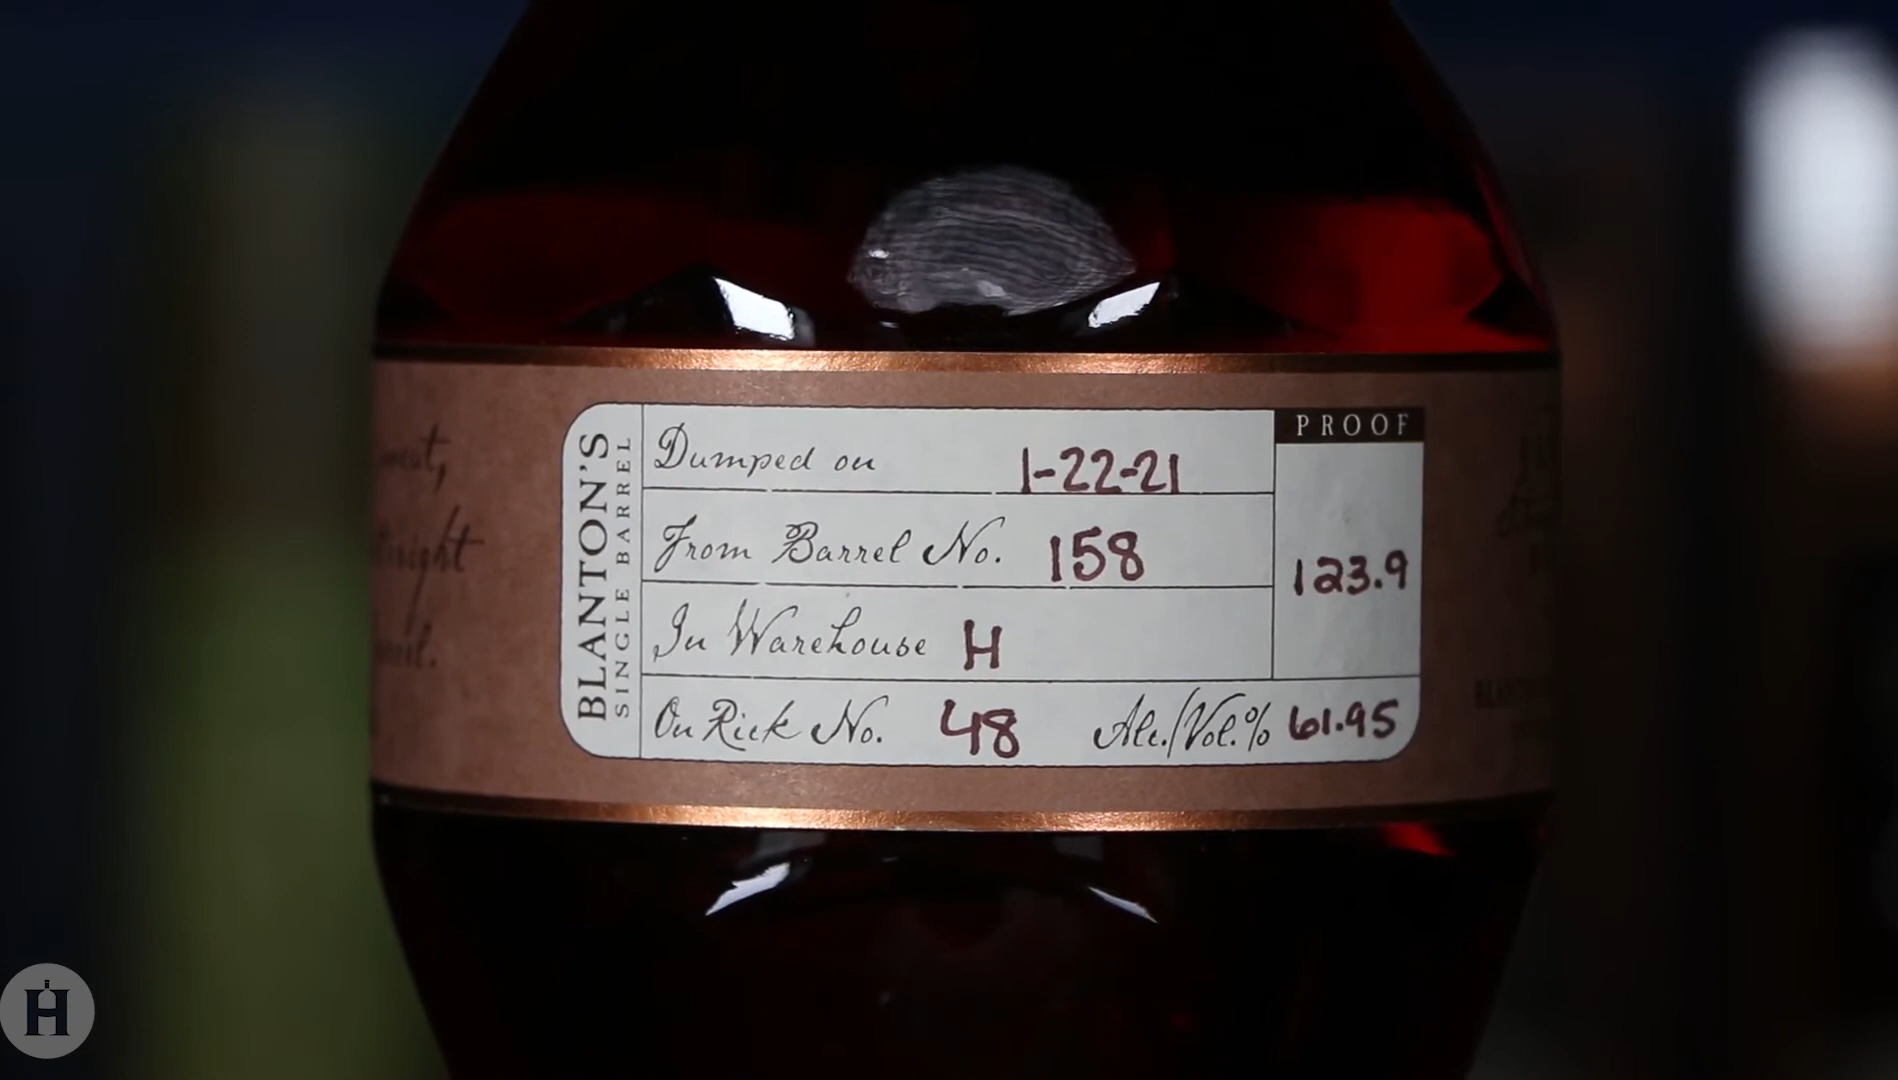 BLANTON'S
SINGLE BARREL
Dumped on 1-22-21
From Barrel No. 158
In Warehouse H
On Rick No. 48 Alc./Vol.% 61.95
PROOF
123.9
H